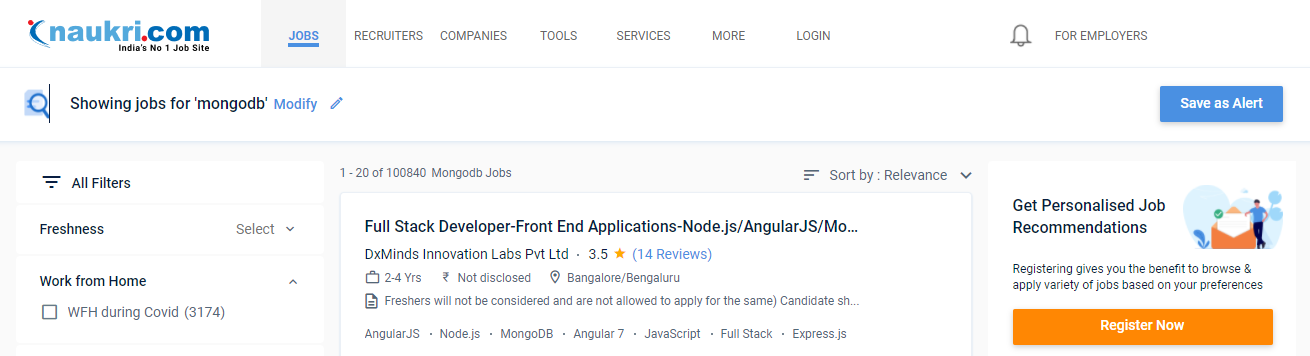 naukri.com
India's No 1 Job Site
JOBS RECRUITERS COMPANIES TOOLS SERVICES MORE LOGIN FOR EMPLOYERS
Showing jobs for 'mongodb' Modify
Save as Alert
All Filters
Freshness Select
Work from Home
WFH during Covid (3174)
1 - 20 of 100840 Mongodb Jobs
Sort by : Relevance
Full Stack Developer-Front End Applications-Node.js/AngularJS/Mo...
DxMinds Innovation Labs Pvt Ltd · 3.5 ★ (14 Reviews)
2-4 Yrs ₹ Not disclosed Bangalore/Bengaluru
Freshers will not be considered and are not allowed to apply for the same) Candidate sh...
AngularJS · Node.js · MongoDB · Angular 7 · JavaScript · Full Stack · Express.js
Get Personalised Job
Recommendations
Registering gives you the benefit to browse &
apply variety of jobs based on your preferences
Register Now